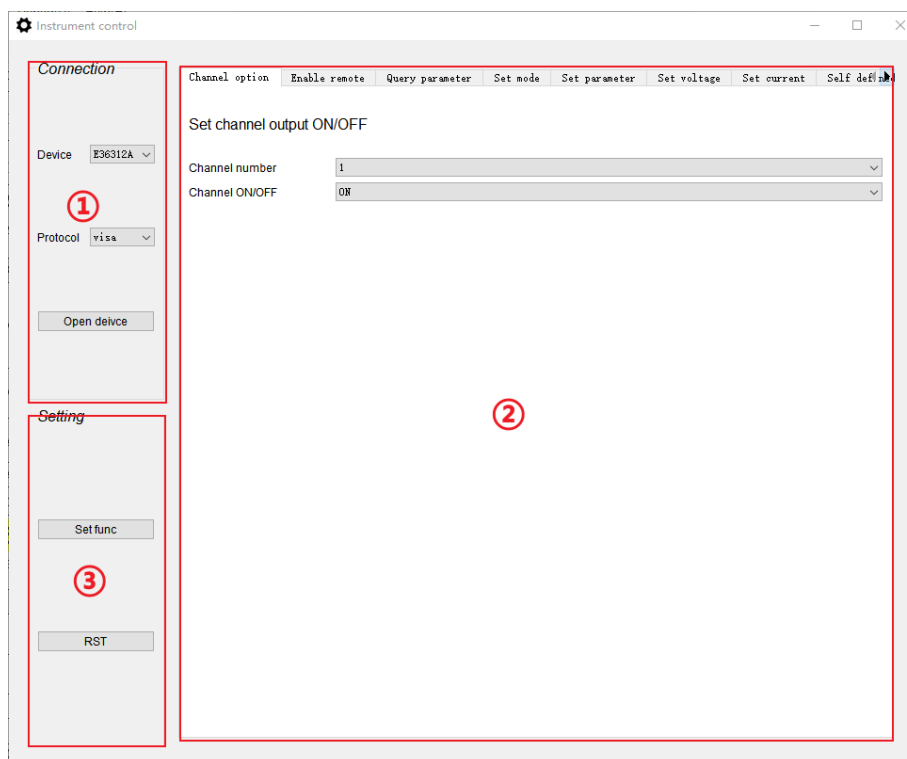 Instrument control
Connection
Channel option Enable remote Query parameter Set mode Set parameter Set voltage Set current Self defined
Set channel output ON/OFF
Device E36312A
Channel number 1
Channel ON/OFF ON
①
Protocol visa
Open deivce
②
Setting
Set func
③
RST